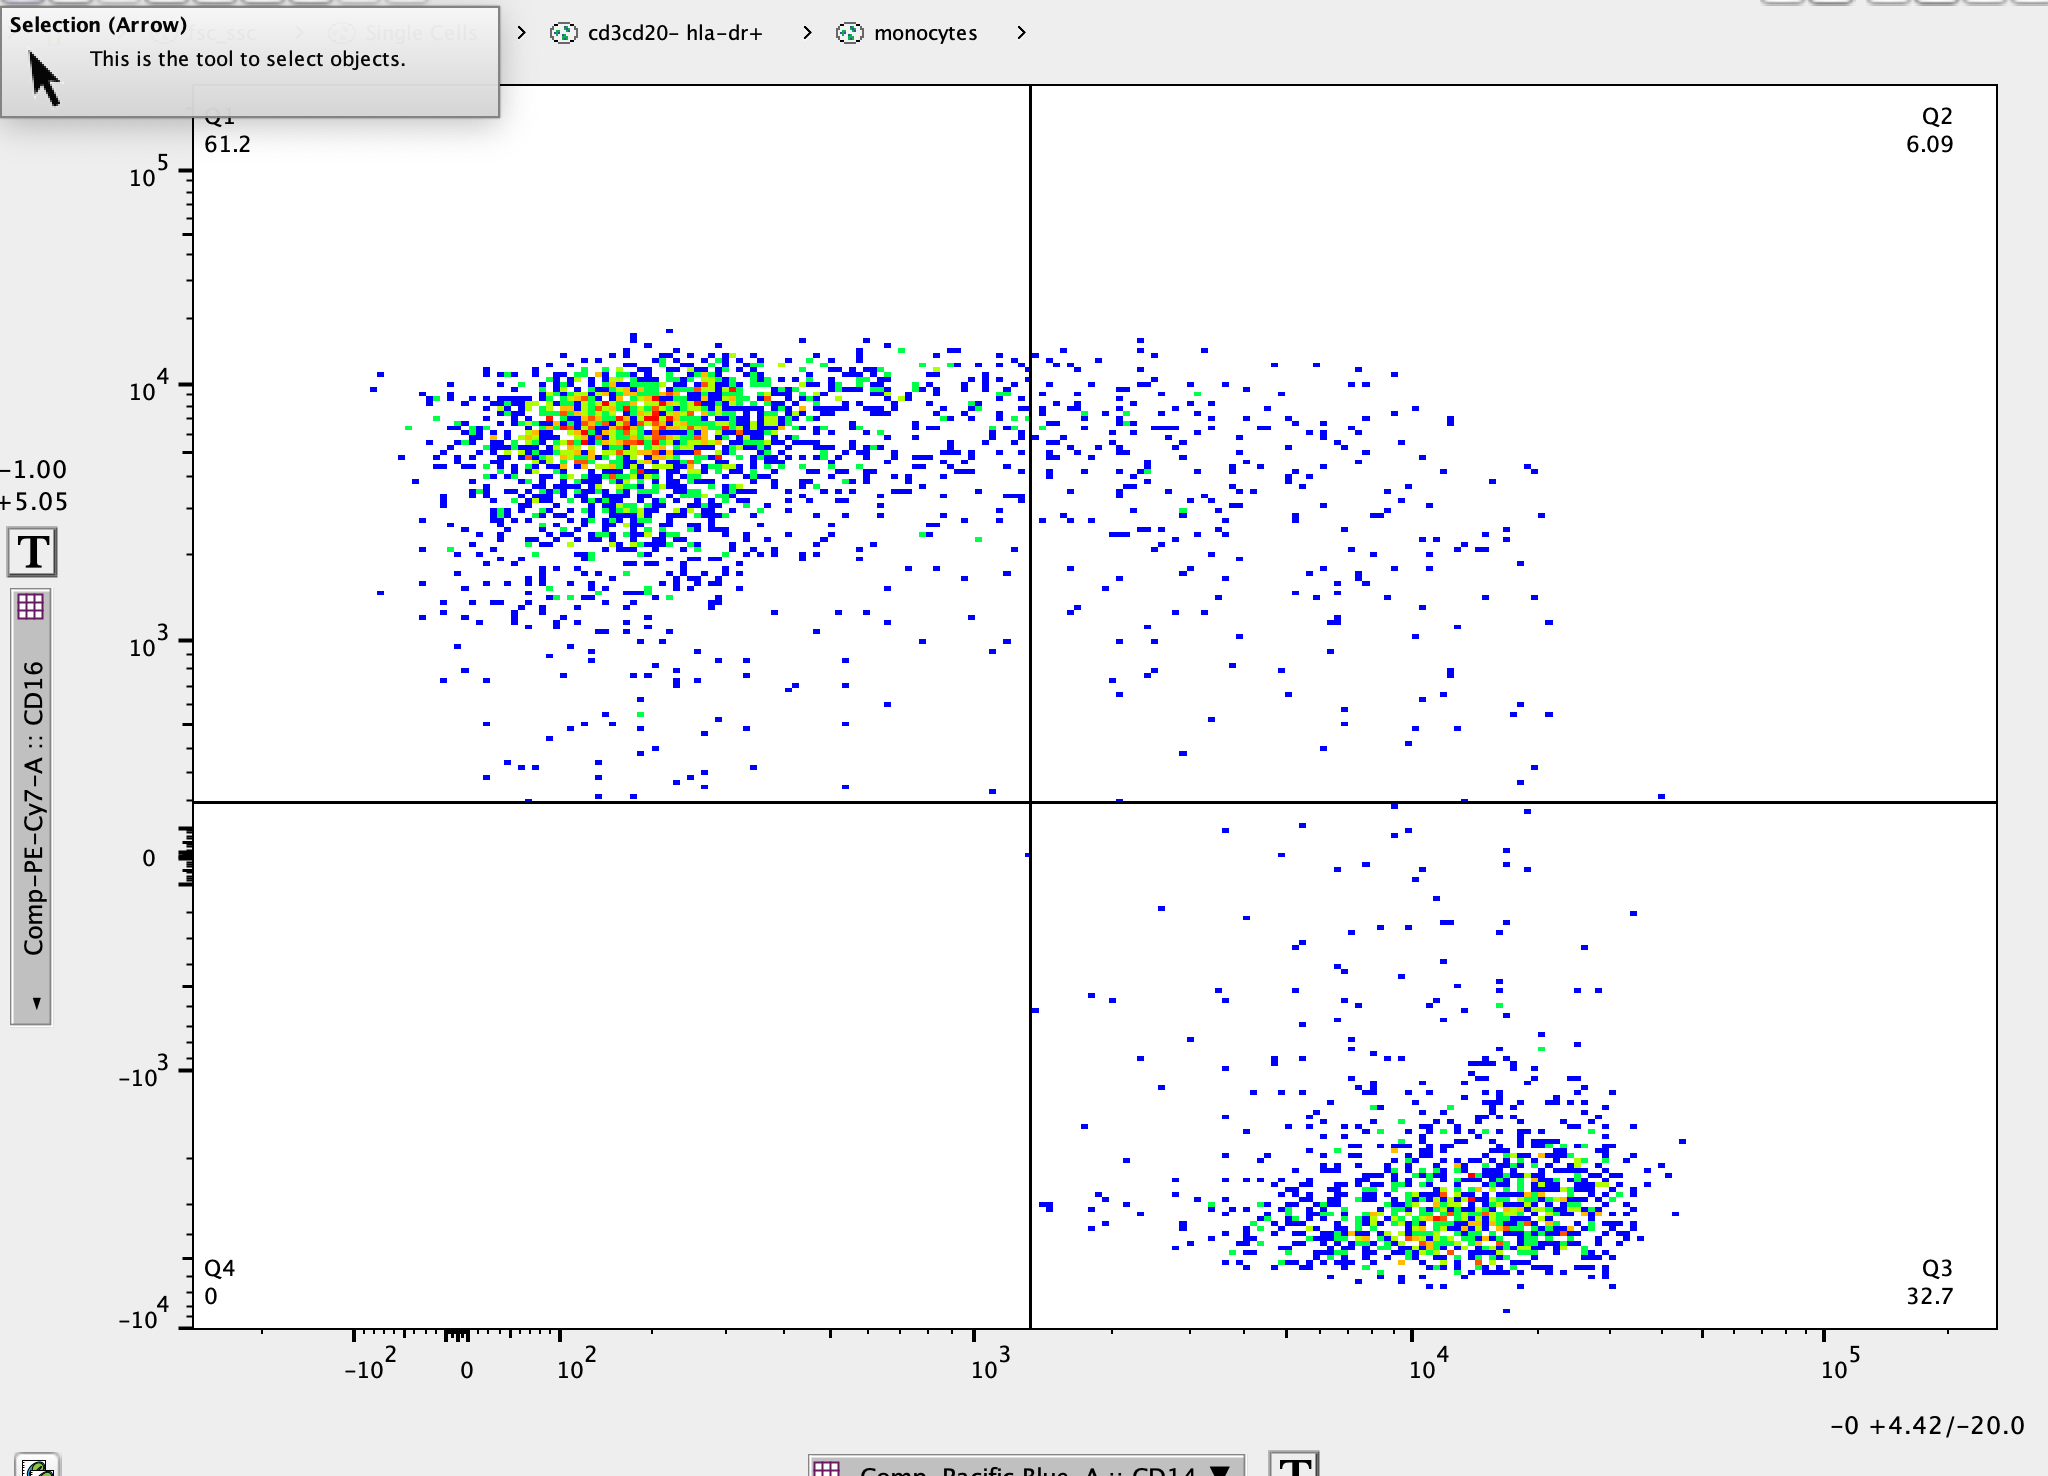 Selection (Arrow)
This is the tool to select objects.
fsc_ssc > Single Cells > cd3cd20- hla-dr+ > monocytes >
Q1
61.2
Q2
6.09
10^5
10^4
10^3
0
-10^3
-10^4
-1.00
+5.05
T
Comp-PE-Cy7-A :: CD16
Q4
0
Q3
32.7
-10^2 0 10^2 10^3 10^4 10^5
-0 +4.42/-20.0
Comp-Pacific Blue-A :: CD14
T